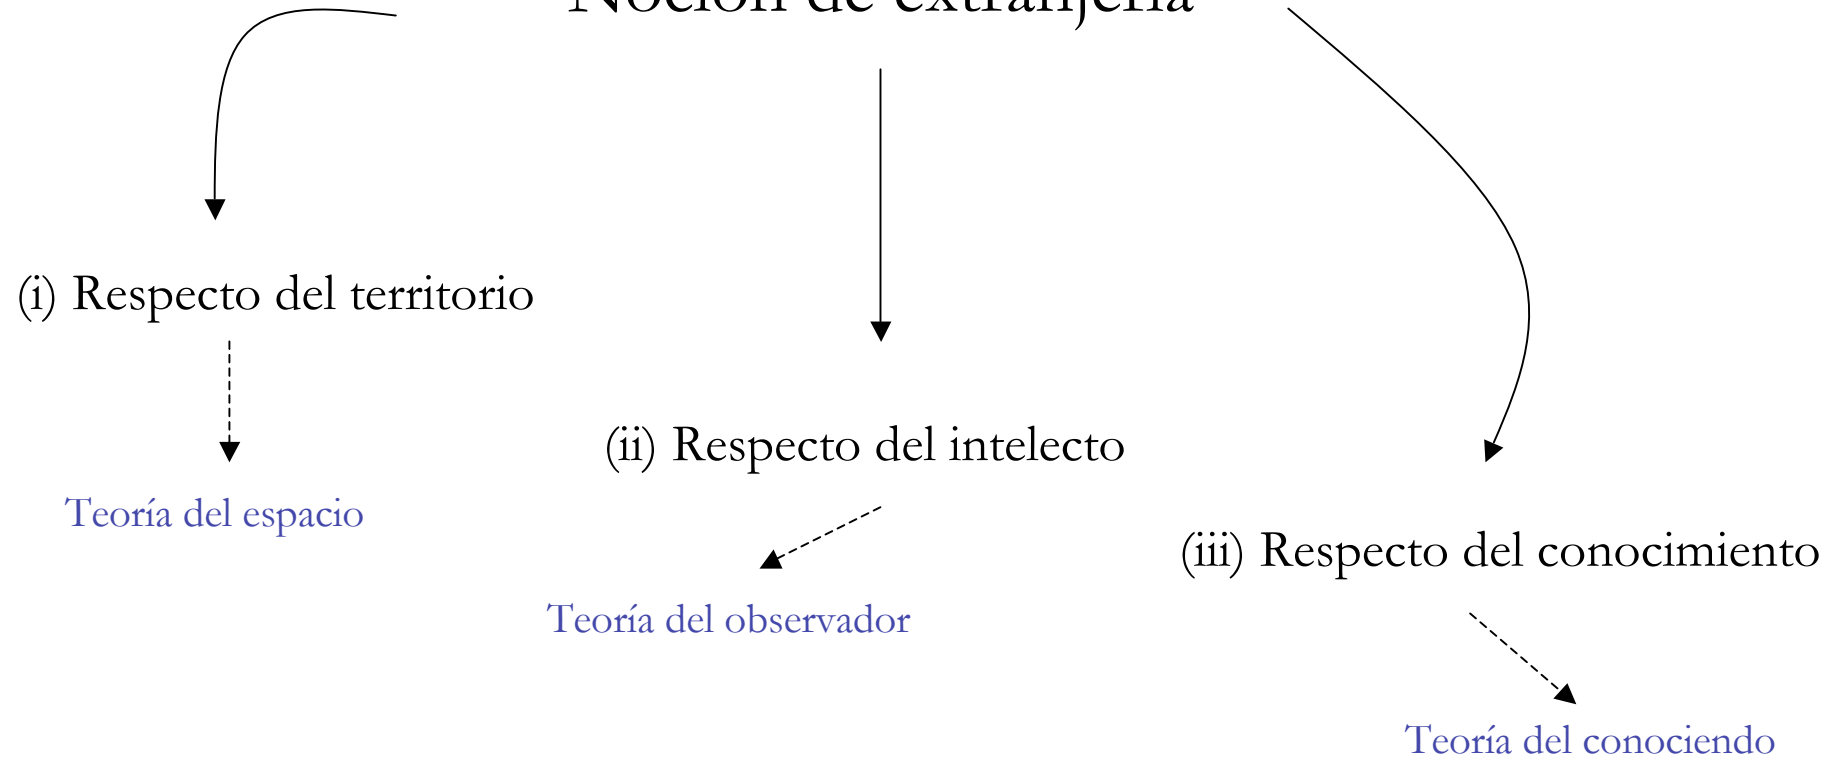 Noción de extranjería
(i) Respecto del territorio
Teoría del espacio
(ii) Respecto del intelecto
Teoría del observador
(iii) Respecto del conocimiento
Teoría del conociendo